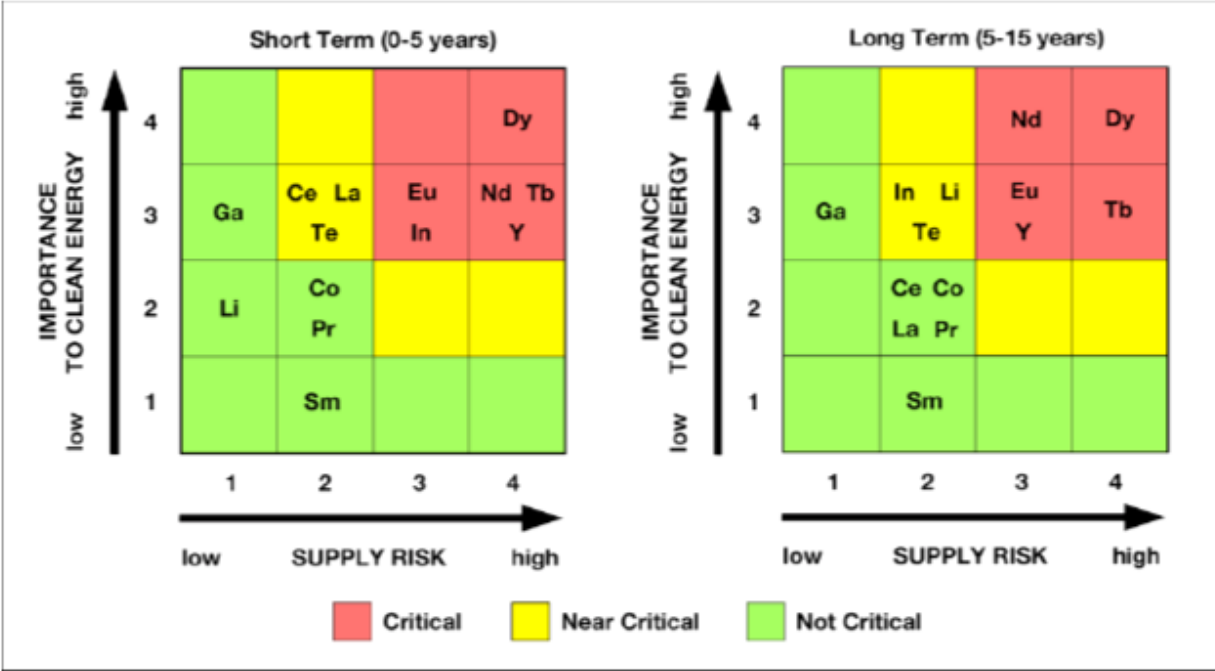 Short Term (0-5 years)
Long Term (5-15 years)
IMPORTANCE
TO CLEAN ENERGY
low
high
4
3
2
1
Dy
Ga
Ce La
Te
Eu
In
Nd Tb
Y
Li
Co
Pr
Sm
1 2 3 4
low SUPPLY RISK high
IMPORTANCE
TO CLEAN ENERGY
low
high
4
3
2
1
Nd
Dy
Ga
In Li
Te
Eu
Y
Tb
Ce Co
La Pr
Sm
1 2 3 4
low SUPPLY RISK high
Critical
Near Critical
Not Critical